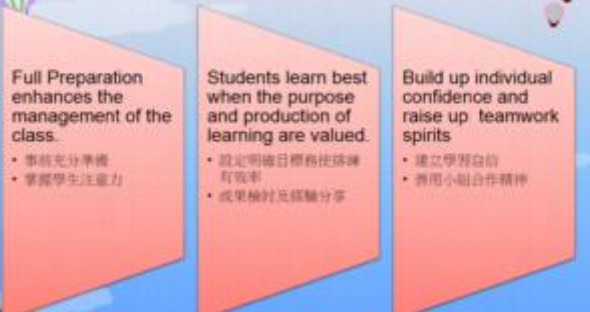 Full Preparation
enhances the
management of the
class.
• 事前充分準備
• 掌握學生注意力
Students learn best
when the purpose
and production of
learning are valued.
• 設定明確目標務使排練
有效率
• 成果檢討及經驗分享
Build up individual
confidence and
raise up teamwork
spirits
• 建立學習自信
• 善用小組合作精神